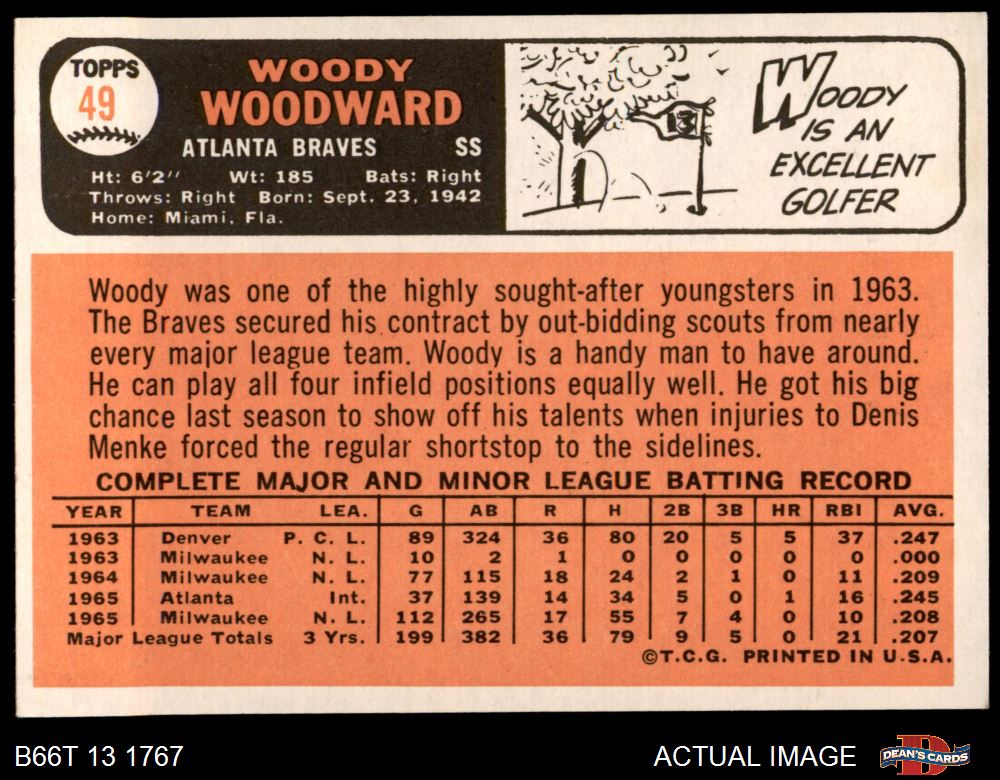 TOPPS
49
WOODY
WOODWARD
ATLANTA BRAVES SS
Ht: 6'2" Wt: 185 Bats: Right
Throws: Right Born: Sept. 23, 1942
Home: Miami, Fla.
13
WOODY
IS AN
EXCELLENT
GOLFER
Woody was one of the highly sought-after youngsters in 1963.
The Braves secured his contract by out-bidding scouts from nearly
every major league team. Woody is a handy man to have around.
He can play all four infield positions equally well. He got his big
chance last season to show off his talents when injuries to Denis
Menke forced the regular shortstop to the sidelines.
COMPLETE MAJOR AND MINOR LEAGUE BATTING RECORD
YEAR TEAM LEA. G AB R H 2B 3B HR RBI AVG.
1963 Denver P. C. L. 89 324 36 80 20 5 5 37 .247
1963 Milwaukee N. L. 10 2 1 0 0 0 0 0 .000
1964 Milwaukee N. L. 77 115 18 24 2 1 0 11 .209
1965 Atlanta Int. 37 139 14 34 5 0 1 16 .245
1965 Milwaukee N. L. 112 265 17 55 7 4 0 10 .208
Major League Totals 3 Yrs. 199 382 36 79 9 5 0 21 .207
©T.C.G. PRINTED IN U.S.A.
B66T 13 1767
ACTUAL IMAGE
DEAN'S CARDS